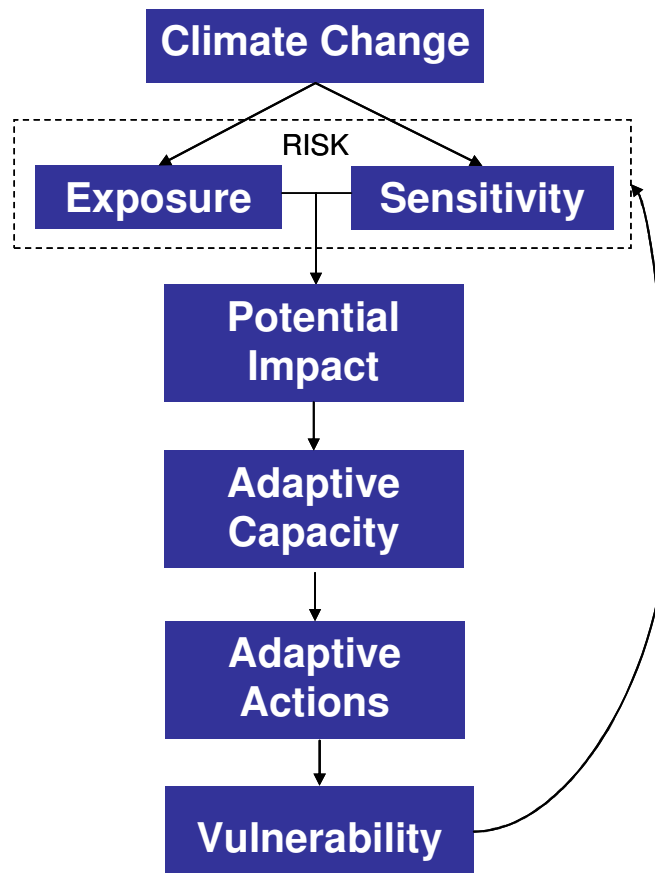 Climate Change
RISK
Exposure
Sensitivity
Potential
Impact
Adaptive
Capacity
Adaptive
Actions
Vulnerability